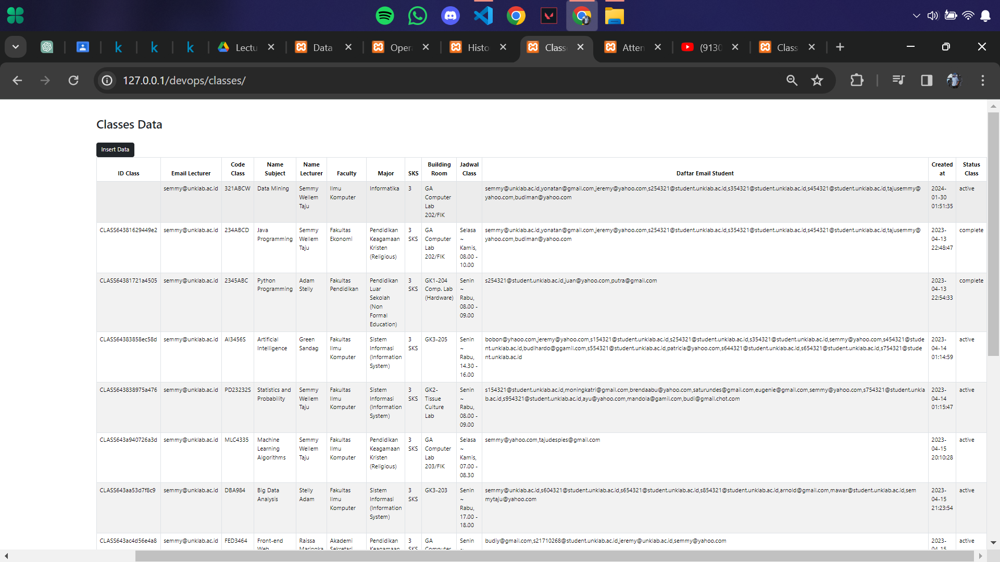 Lectu
Data
Oper
Histo
Class
Atten
(9130
Class
127.0.0.1/devops/classes/
Classes Data
Insert Data
ID Class
Email Lecturer
Code
Class
Name
Subject
Name
Lecturer
Faculty
Major
SKS
Building
Room
Jadwal
Class
Daftar Email Student
Created
at
Status
Class
semmy@unklab.ac.id
321ABCW
Data Mining
Semmy
Wellem
Taju
Ilmu
Komputer
Informatika
3
GA
Computer
Lab
202/FIK
semmy@unklab.ac.id,yonatan@gmail.com,jeremy@yahoo.com,s254321@student.unklab.ac.id,s354321@student.unklab.ac.id,s454321@student.unklab.ac.id,tajusemmy@
yahoo.com,budiman@yahoo.com
2024-
01-30
01:51:35
active
CLASS64381629449e2
semmy@unklab.ac.id
234ABCD
Java
Programming
Semmy
Wellem
Taju
Fakultas
Ekonomi
Pendidikan
Keagamaan
Kristen
(Religious)
3
SKS
GA
Computer
Lab
202/FIK
Selasa
~
Kamis,
08.00 -
10.00
semmy@unklab.ac.id,yonatan@gmail.com,jeremy@yahoo.com,s254321@student.unklab.ac.id,s354321@student.unklab.ac.id,s454321@student.unklab.ac.id,tajusemmy@
yahoo.com,budiman@yahoo.com
2023-
04-13
22:48:47
complete
CLASS64381721a4505
semmy@unklab.ac.id
2345ABC
Python
Programming
Adam
Stelly
Fakultas
Pendidikan
Pendidikan
Luar
Sekolah
(Non
Formal
Education)
3
SKS
GK1-204
Comp. Lab
(Hardware)
Senin
~
Rabu,
08.00 -
09.00
s254321@student.unklab.ac.id,juan@yahoo.com,putra@gmail.com
2023-
04-13
22:54:33
complete
CLASS64383858ec58d
semmy@unklab.ac.id
AI3456S
Artificial
Intelligence
Green
Sandag
Fakultas
Ilmu
Komputer
Sistem
Informasi
(Information
System)
3
SKS
GK3-205
Senin
~
Rabu,
14.30 -
16.00
bobon@yhaoo.com,jeremy@yahoo.com,s154321@student.unklab.ac.id,s254321@student.unklab.ac.id,s354321@student.unklab.ac.id,semmy@yahoo.com,s454321@stude
nt.unklab.ac.id,budihardo@ggamil.com,s554321@student.unklab.ac.id,patricia@yahoo.com,s644321@student.unklab.ac.id,s654321@student.unklab.ac.id,s754321@stude
nt.unklab.ac.id
2023-
04-14
01:14:59
active
CLASS643838975a476
semmy@unklab.ac.id
PD23232S
Statistics and
Probability
Semmy
Wellem
Taju
Fakultas
Ilmu
Komputer
Sistem
Informasi
(Information
System)
3
SKS
GK2-
Tissue
Culture
Lab
Senin
~
Rabu,
08.00 -
09.00
s154321@student.unklab.ac.id,moningkatri@gmail.com,brendaabu@yahoo.com,saturundes@gmail.com,eugenie@gmail.com,semmy@yahoo.com,s754321@student.unkla
b.ac.id,s954321@student.unklab.ac.id,ayu@yahoo.com,mandola@gamil.com,budi@gmail.chot.com
2023-
04-14
01:15:47
active
CLASS643a940726a3d
semmy@unklab.ac.id
MLC4335
Machine
Learning
Algorithms
Semmy
Wellem
Taju
Fakultas
Ilmu
Komputer
Pendidikan
Keagamaan
Kristen
(Religious)
3
SKS
GA
Computer
Lab
203/FIK
Selasa
~
Kamis,
07.00 -
08.30
semmy@yahoo.com,tajudespies@gmail.com
2023-
04-15
20:10:28
active
CLASS643aa53d7f8c9
semmy@unklab.ac.id
DBA984
Big Data
Analysis
Stelly
Adam
Fakultas
Ilmu
Komputer
Sistem
Informasi
(Information
System)
3
SKS
GK3-203
Senin
~
Rabu,
17.00 -
18.00
semmy@unklab.ac.id,s604321@student.unklab.ac.id,s654321@student.unklab.ac.id,s854321@student.unklab.ac.id,arnold@gmail.com,mawar@student.unklab.ac.id,sem
mytaju@yahoo.com
2023-
04-15
21:23:54
active
CLASS643ac4d56e4a8
semmy@unklab.ac.id
FED3464
Front-end
Web
Raissa
Maringka
Akademi
Sekretari
Pendidikan
Keagamaan
3
SKS
GA
Computer
Senin
~
budiy@gmail.com,s21710268@student.unklab.ac.id,jeremy@unklab.ac.id,semmy@yahoo.com
2023-
04-15
active